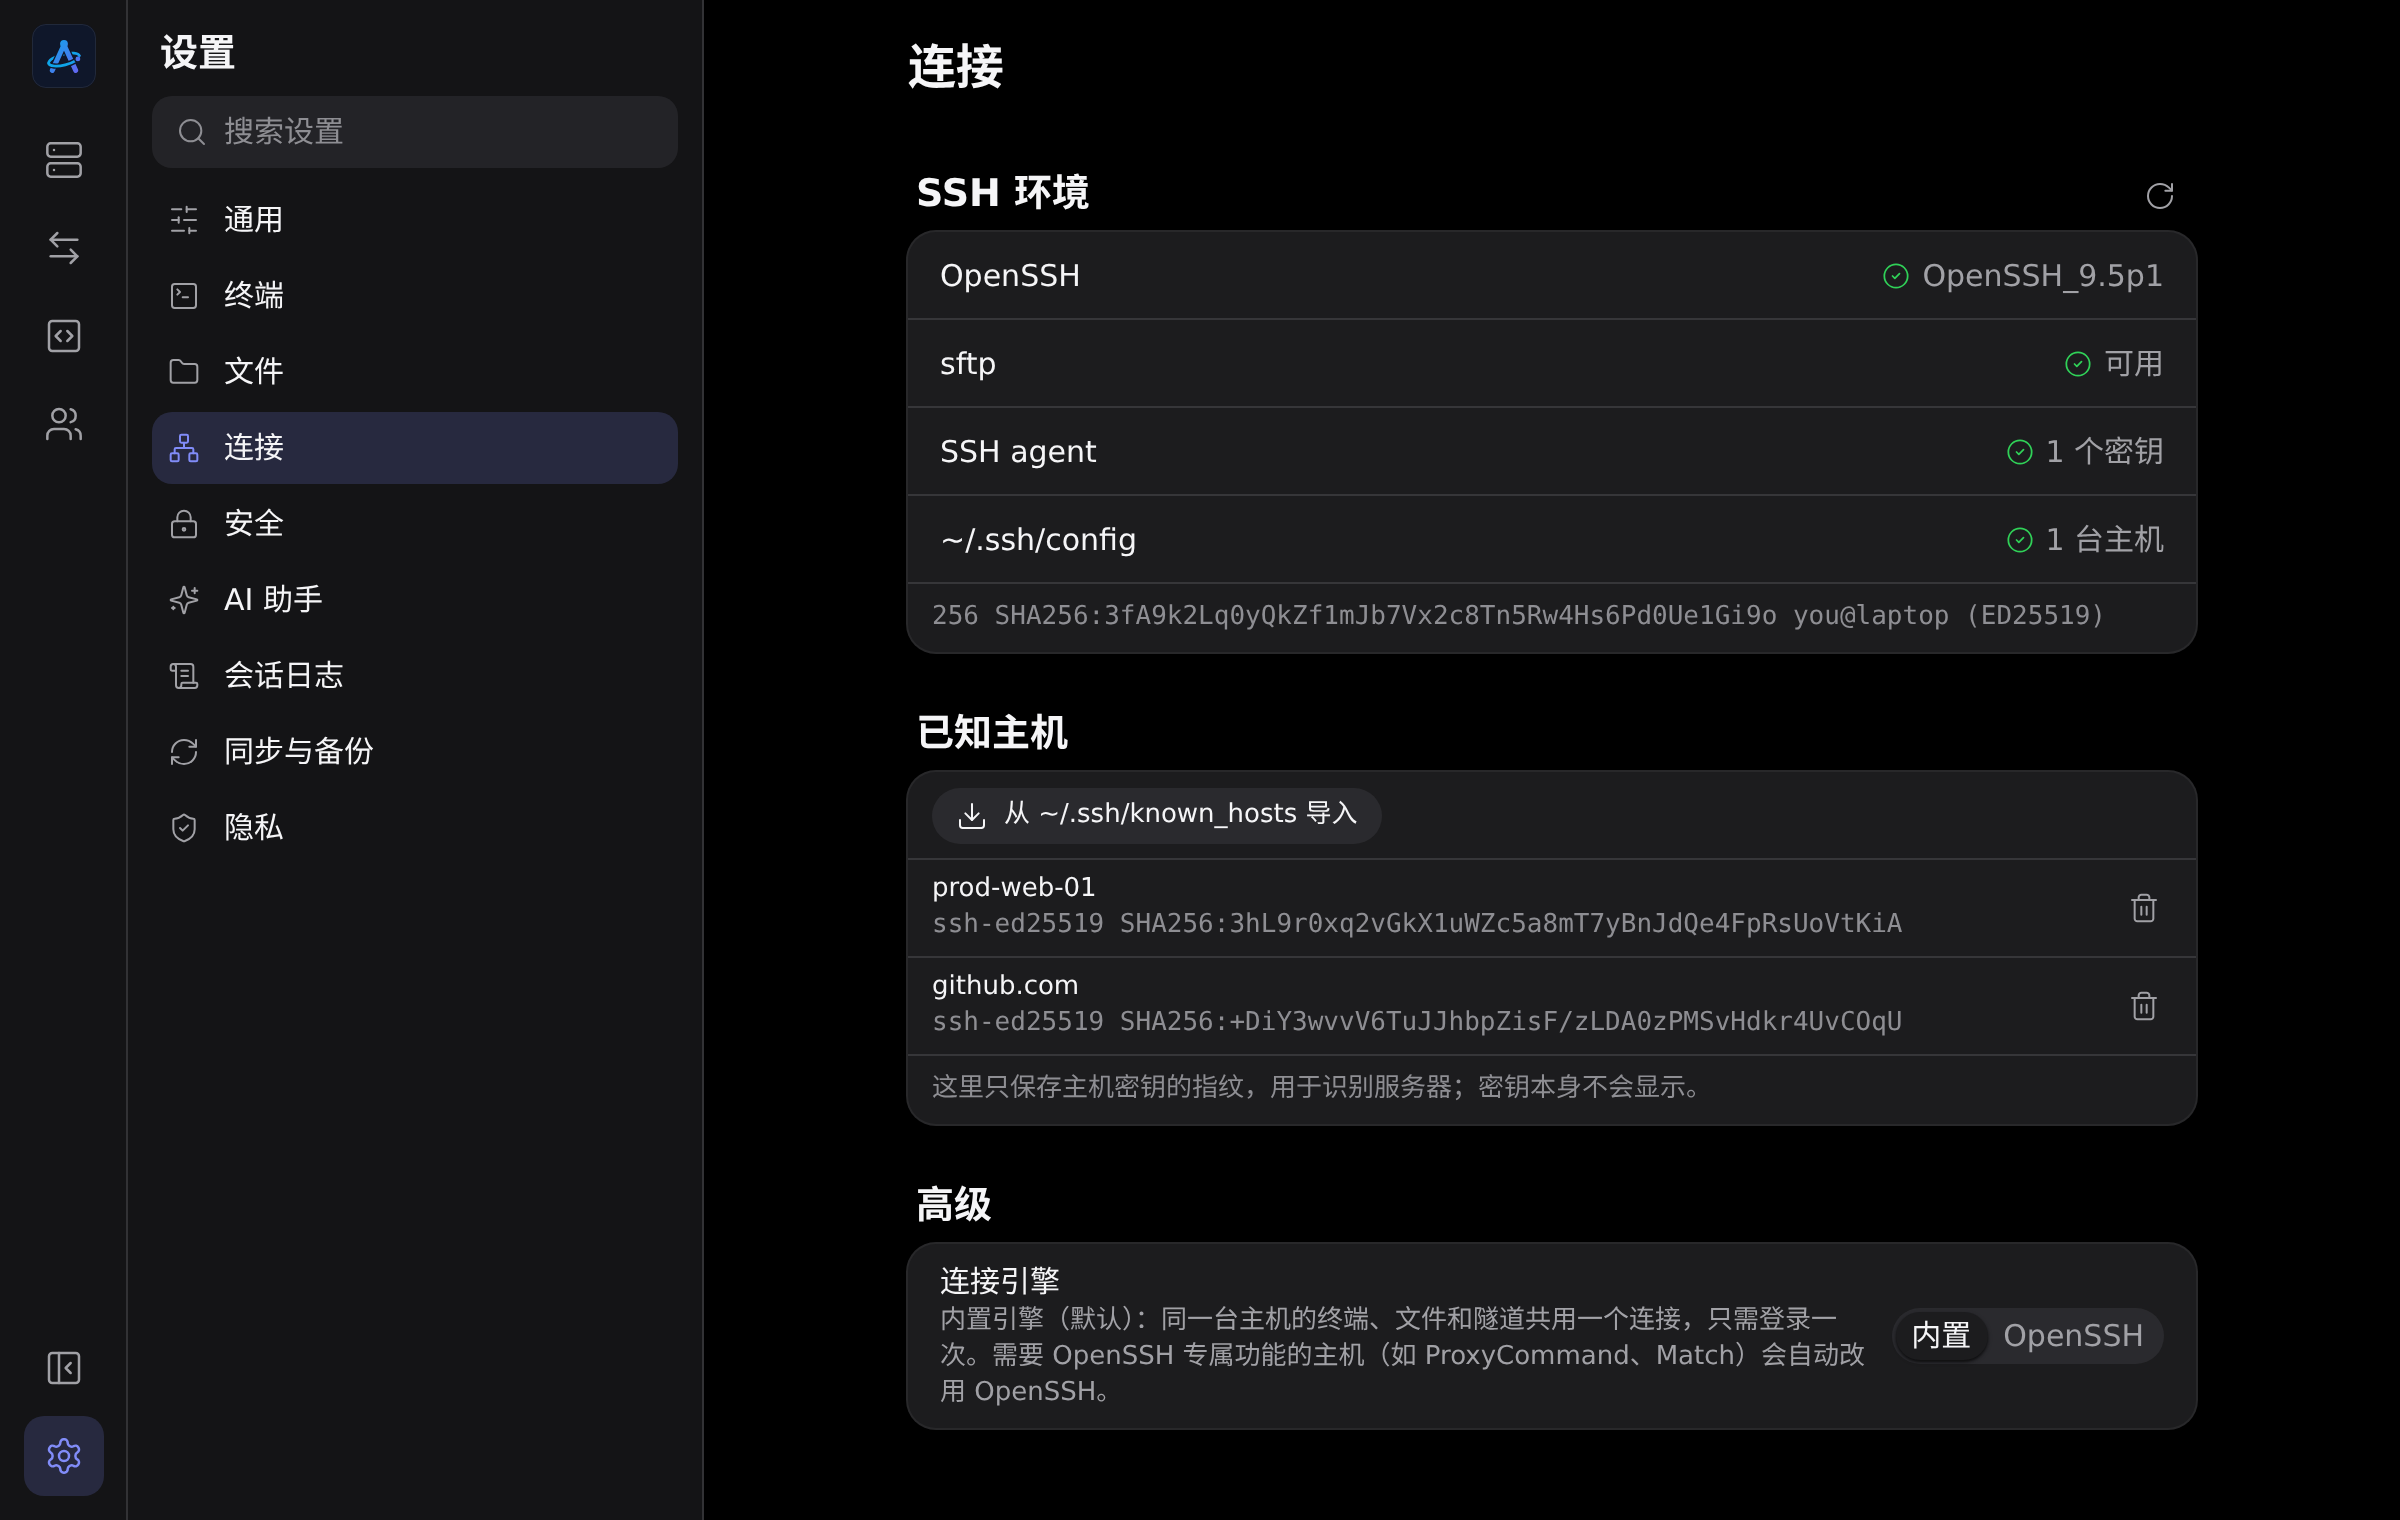 设置
搜索设置
通用
终端
文件
连接
安全
AI 助手
会话日志
同步与备份
隐私
连接
SSH 环境
OpenSSH
OpenSSH_9.5p1
sftp
可用
SSH agent
1 个密钥
~/.ssh/config
1 台主机
256 SHA256:3fA9k2Lq0yQkZf1mJb7Vx2c8Tn5Rw4Hs6Pd0Ue1Gi9o you@laptop (ED25519)
已知主机
从 ~/.ssh/known_hosts 导入
prod-web-01
ssh-ed25519 SHA256:3hL9r0xq2vGkX1uWZc5a8mT7yBnJdQe4FpRsUoVtKiA
github.com
ssh-ed25519 SHA256:+DiY3wvvV6TuJJhbpZisF/zLDA0zPMSvHdkr4UvCOqU
这里只保存主机密钥的指纹，用于识别服务器；密钥本身不会显示。
高级
连接引擎
内置引擎（默认）：同一台主机的终端、文件和隧道共用一个连接，只需登录一
次。需要 OpenSSH 专属功能的主机（如 ProxyCommand、Match）会自动改
用 OpenSSH。
内置
OpenSSH